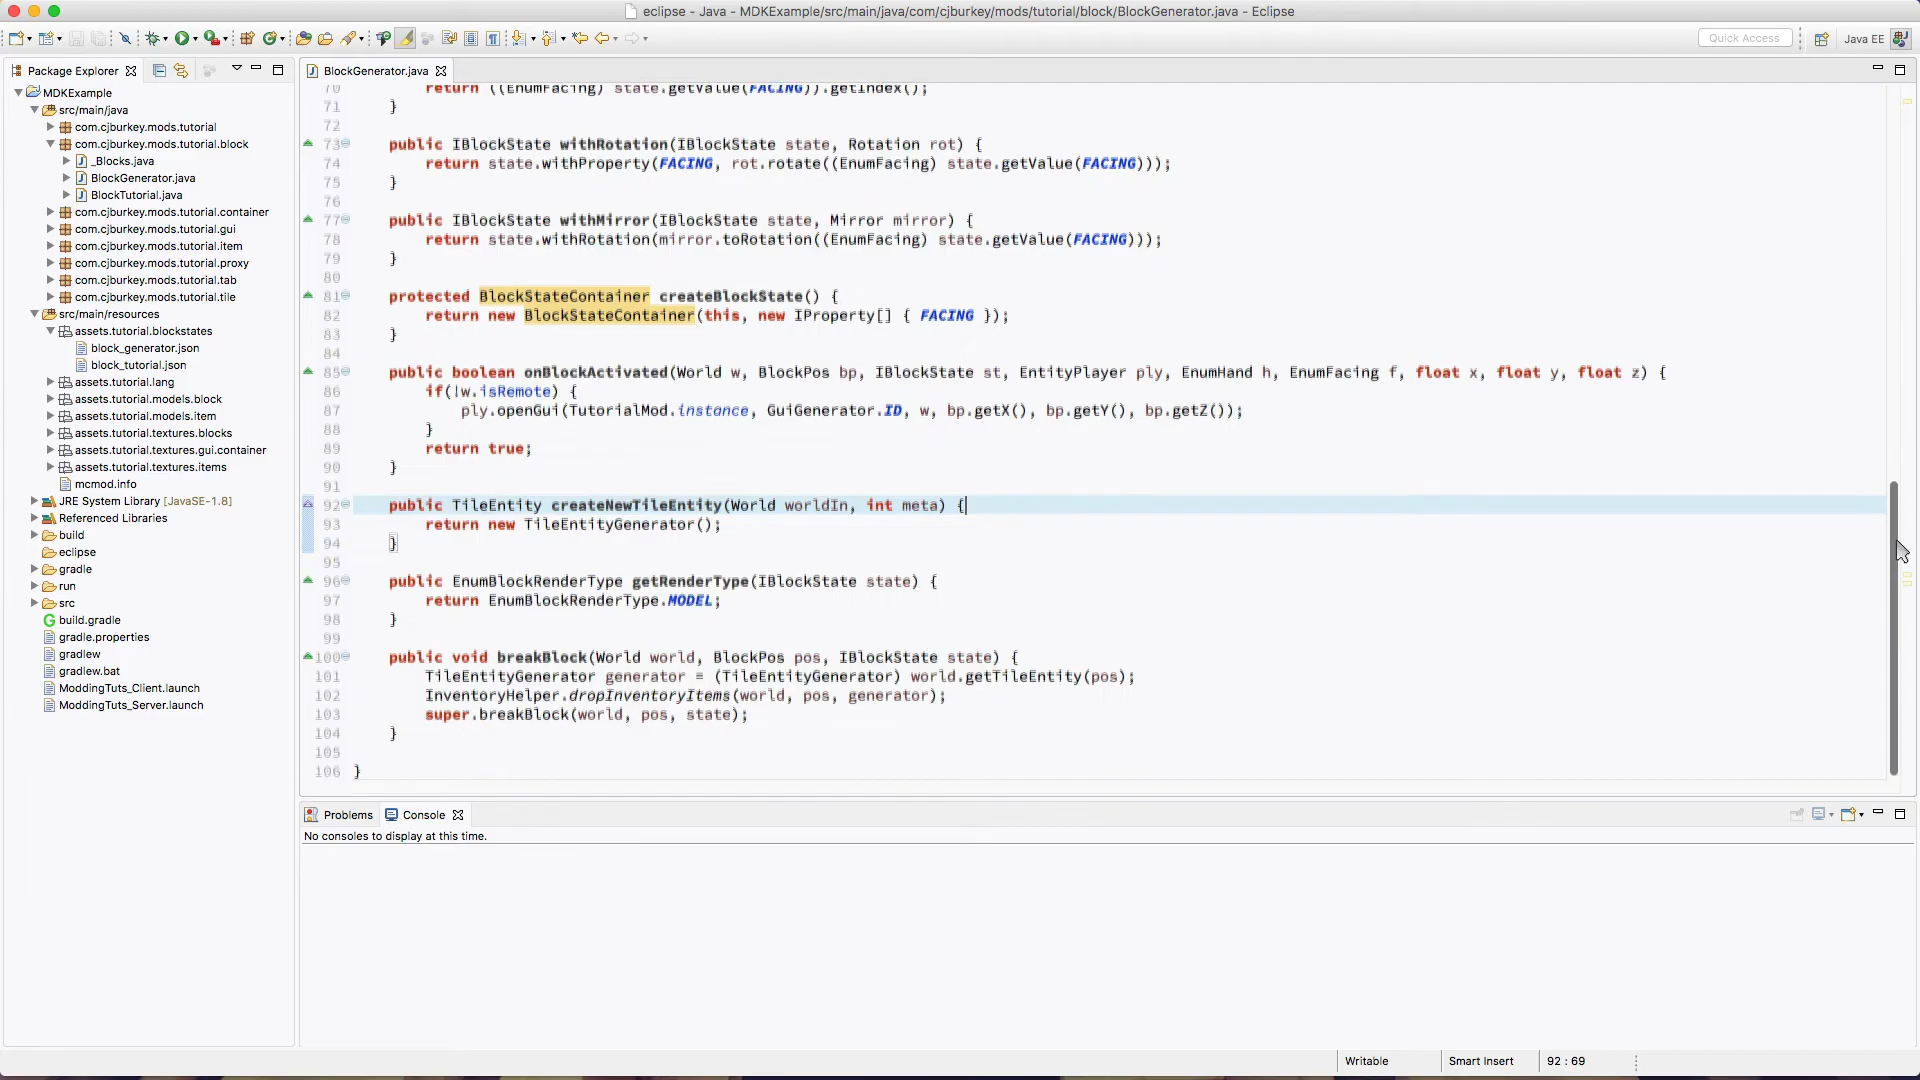 eclipse - Java - MDKExample/src/main/java/com/cjburkey/mods/tutorial/block/BlockGenerator.java - Eclipse
Quick Access
Java EE
Package Explorer
MDKExample
src/main/java
com.cjburkey.mods.tutorial
com.cjburkey.mods.tutorial.block
_Blocks.java
BlockGenerator.java
BlockTutorial.java
com.cjburkey.mods.tutorial.container
com.cjburkey.mods.tutorial.gui
com.cjburkey.mods.tutorial.item
com.cjburkey.mods.tutorial.proxy
com.cjburkey.mods.tutorial.tab
com.cjburkey.mods.tutorial.tile
src/main/resources
assets.tutorial.blockstates
block_generator.json
block_tutorial.json
assets.tutorial.lang
assets.tutorial.models.block
assets.tutorial.models.item
assets.tutorial.textures.blocks
assets.tutorial.textures.gui.container
assets.tutorial.textures.items
mcmod.info
JRE System Library [JavaSE-1.8]
Referenced Libraries
build
eclipse
gradle
run
src
build.gradle
gradle.properties
gradlew
gradlew.bat
ModdingTuts_Client.launch
ModdingTuts_Server.launch
BlockGenerator.java
70 return ((EnumFacing) state.getValue(FACING)).getIndex();
71 }
72
73 public IBlockState withRotation(IBlockState state, Rotation rot) {
74 return state.withProperty(FACING, rot.rotate((EnumFacing) state.getValue(FACING)));
75 }
76
77 public IBlockState withMirror(IBlockState state, Mirror mirror) {
78 return state.withRotation(mirror.toRotation((EnumFacing) state.getValue(FACING)));
79 }
80
81 protected BlockStateContainer createBlockState() {
82 return new BlockStateContainer(this, new IProperty[] { FACING });
83 }
84
85 public boolean onBlockActivated(World w, BlockPos bp, IBlockState st, EntityPlayer ply, EnumHand h, EnumFacing f, float x, float y, float z) {
86 if(!w.isRemote) {
87 ply.openGui(TutorialMod.instance, GuiGenerator.ID, w, bp.getX(), bp.getY(), bp.getZ());
88 }
89 return true;
90 }
91
92 public TileEntity createNewTileEntity(World worldIn, int meta) {
93 return new TileEntityGenerator();
94 }
95
96 public EnumBlockRenderType getRenderType(IBlockState state) {
97 return EnumBlockRenderType.MODEL;
98 }
99
100 public void breakBlock(World world, BlockPos pos, IBlockState state) {
101 TileEntityGenerator generator = (TileEntityGenerator) world.getTileEntity(pos);
102 InventoryHelper.dropInventoryItems(world, pos, generator);
103 super.breakBlock(world, pos, state);
104 }
105
106 }
Problems
Console
No consoles to display at this time.
Writable
Smart Insert
92 : 69